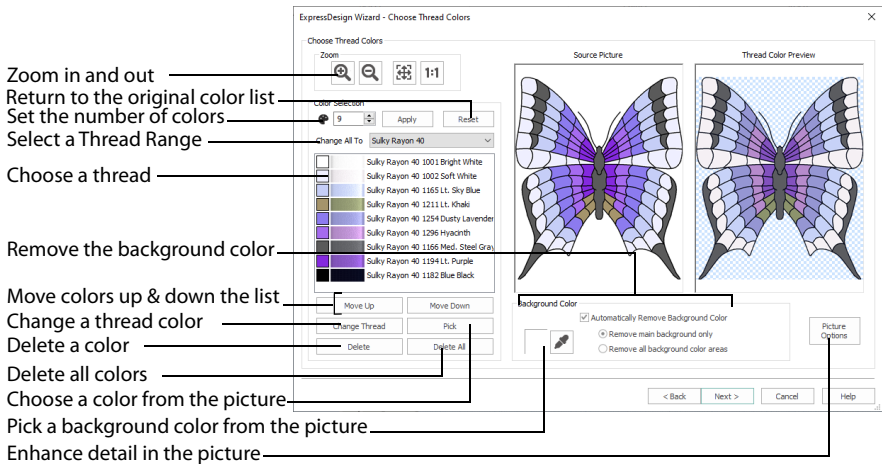 ExpressDesign Wizard - Choose Thread Colors
Choose Thread Colors
Zoom
1:1
Source Picture
Thread Color Preview
Zoom in and out
Return to the original color list
Set the number of colors
Select a Thread Range
Choose a thread
Remove the background color
Move colors up & down the list
Change a thread color
Delete a color
Delete all colors
Choose a color from the picture
Pick a background color from the picture
Enhance detail in the picture
Color Selection
9
Apply
Reset
Change All To
Sulky Rayon 40
Sulky Rayon 40 1001 Bright White
Sulky Rayon 40 1002 Soft White
Sulky Rayon 40 1165 Lt. Sky Blue
Sulky Rayon 40 1211 Lt. Khaki
Sulky Rayon 40 1254 Dusty Lavender
Sulky Rayon 40 1296 Hyacinth
Sulky Rayon 40 1166 Med. Steel Gray
Sulky Rayon 40 1194 Lt. Purple
Sulky Rayon 40 1182 Blue Black
Move Up
Move Down
Change Thread
Pick
Delete
Delete All
Background Color
Automatically Remove Background Color
Remove main background only
Remove all background color areas
Picture
Options
< Back
Next >
Cancel
Help